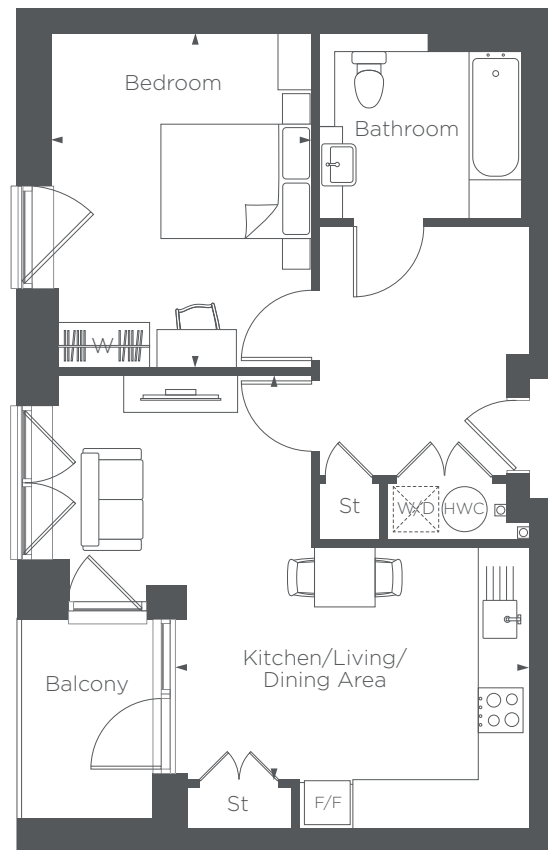 Bedroom
Bathroom
W
St
W/D
HWC
Kitchen/Living/
Dining Area
Balcony
St
F/F